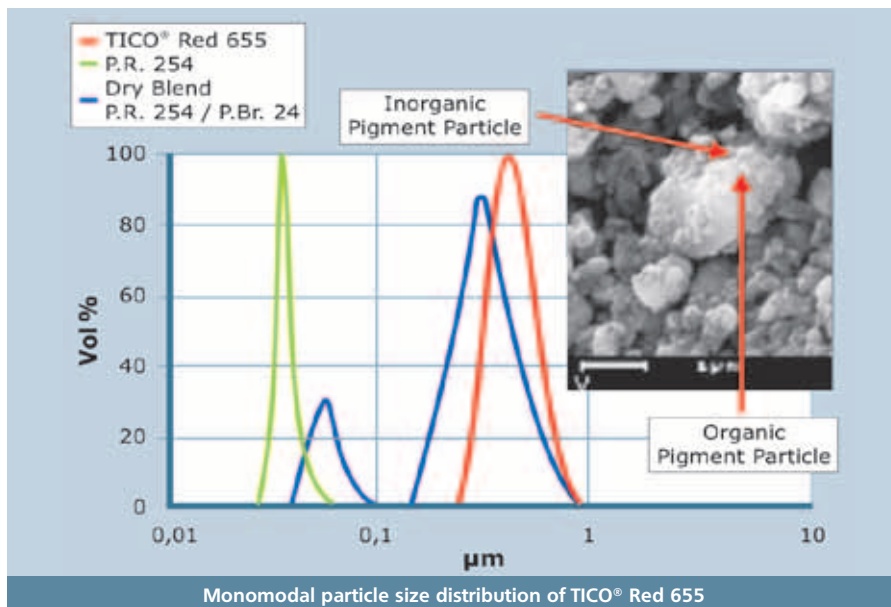 TICO® Red 655
P.R. 254
Dry Blend
P.R. 254 / P.Br. 24
Inorganic
Pigment Particle
100
80
60
40
20
0
Vol %
0,01
0,1
1
10
µm
Organic
Pigment Particle
Monomodal particle size distribution of TICO® Red 655